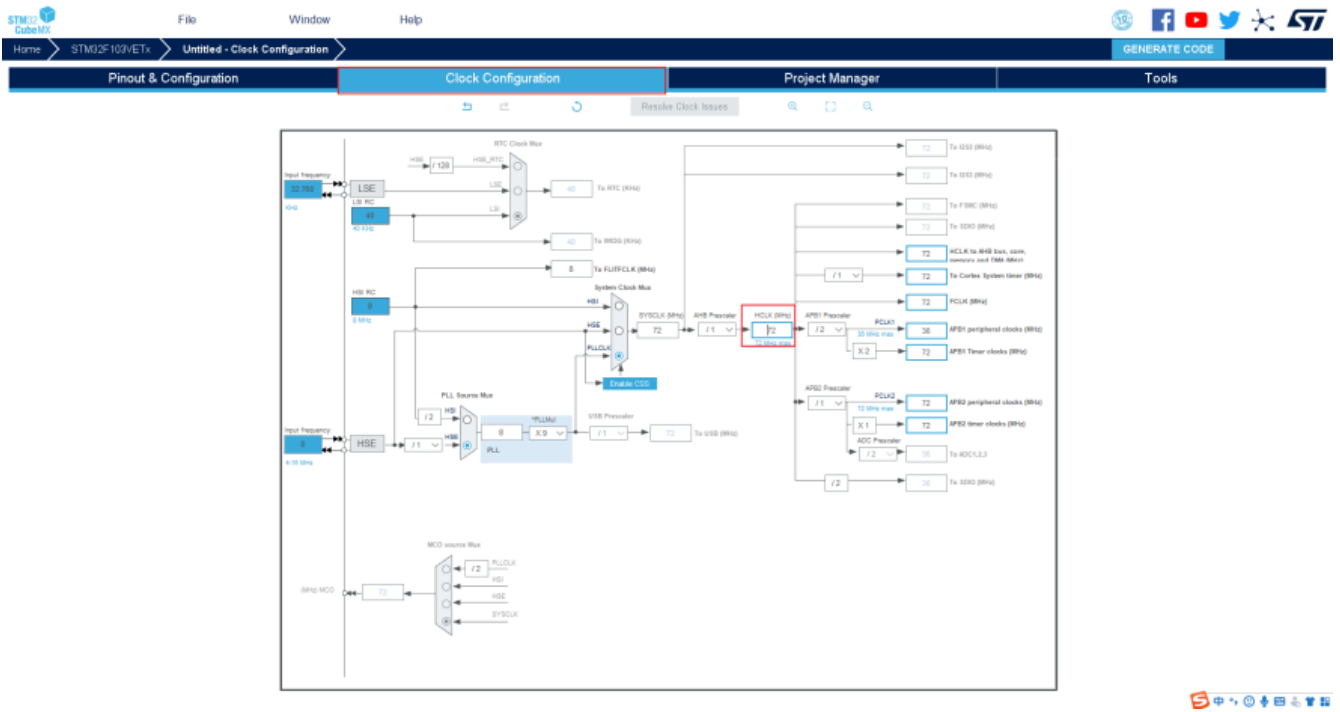 STM32
CubeMX
File
Window
Help
Home
STM32F103VETx
Untitled - Clock Configuration
GENERATE CODE
Pinout & Configuration
Clock Configuration
Project Manager
Tools
Resolve Clock Issues
RTC Clock Mux
HSE
/ 128
HSE_RTC
Input frequency
32.768
KHz
LSE
LSE
40
To RTC (KHz)
LSI RC
40
40 KHz
LSI
40
To IWDG (KHz)
8
To FLITFCLK (MHz)
HSI RC
8
8 MHz
System Clock Mux
HSI
HSE
PLLCLK
Enable CSS
SYSCLK (MHz)
72
AHB Prescaler
/ 1
HCLK (MHz)
72
72 MHz max
72
To I2S2 (MHz)
72
72
To FSMC (MHz)
72
To SDIO (MHz)
72
HCLK to AHB bus, core,
memory and DMA (MHz)
/ 1
72
To Cortex System timer (MHz)
72
FCLK (MHz)
APB1 Prescaler
/ 2
PCLK1
36 MHz max
36
APB1 peripheral clocks (MHz)
X 2
72
APB1 Timer clocks (MHz)
APB2 Prescaler
/ 1
PCLK2
72 MHz max
72
APB2 peripheral clocks (MHz)
X 1
72
APB2 timer clocks (MHz)
ADC Prescaler
/ 2
36
To ADC1,2,3
/ 2
36
To SDIO (MHz)
PLL Source Mux
/ 2
HSI
Input frequency
8
4-16 MHz
HSE
/ 1
HSE
8
*PLLMul
X 9
PLL
USB Prescaler
/ 1
72
To USB (MHz)
MCO source Mux
/ 2
PLLCLK
HSI
HSE
SYSCLK
(MHz) MCO
72
中